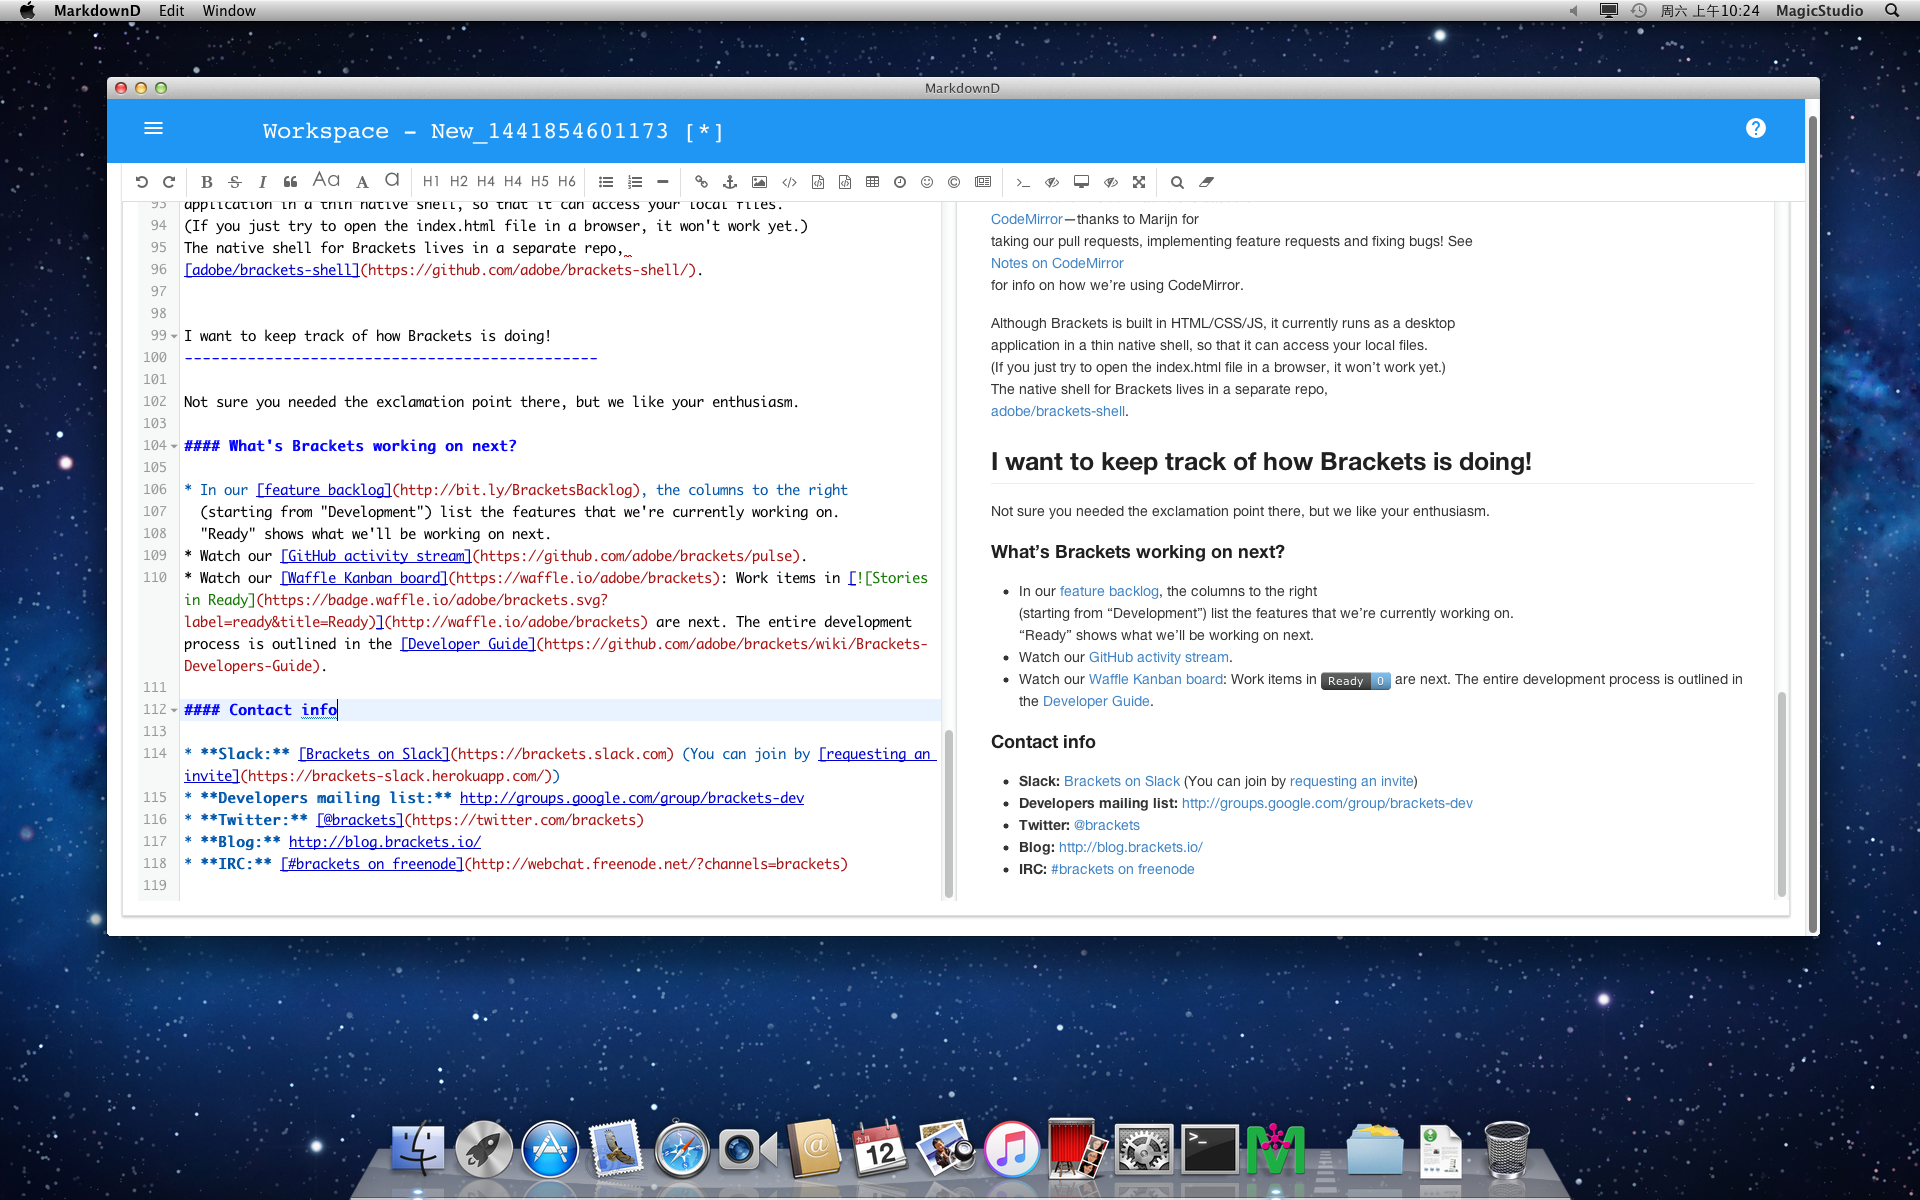 MarkdownD Edit Window
周六 上午10:24 MagicStudio
MarkdownD
Workspace - New_1441854601173 [*]
B S I Aa A a H1 H2 H4 H4 H5 H6
93 application in a thin native shell, so that it can access your local files.
94 (If you just try to open the index.html file in a browser, it won't work yet.)
95 The native shell for Brackets lives in a separate repo,
96 [adobe/brackets-shell](https://github.com/adobe/brackets-shell/).
97
98
99 I want to keep track of how Brackets is doing!
100 ----------------------------------------------
101
102 Not sure you needed the exclamation point there, but we like your enthusiasm.
103
104 #### What's Brackets working on next?
105
106 * In our [feature backlog](http://bit.ly/BracketsBacklog), the columns to the right
107 (starting from "Development") list the features that we're currently working on.
108 "Ready" shows what we'll be working on next.
109 * Watch our [GitHub activity stream](https://github.com/adobe/brackets/pulse).
110 * Watch our [Waffle Kanban board](https://waffle.io/adobe/brackets): Work items in [![Stories
in Ready](https://badge.waffle.io/adobe/brackets.svg?
label=ready&title=Ready)](http://waffle.io/adobe/brackets) are next. The entire development
process is outlined in the [Developer Guide](https://github.com/adobe/brackets/wiki/Brackets-
Developers-Guide).
111
112 #### Contact info
113
114 * **Slack:** [Brackets on Slack](https://brackets.slack.com) (You can join by [requesting an
invite](https://brackets-slack.herokuapp.com/))
115 * **Developers mailing list:** http://groups.google.com/group/brackets-dev
116 * **Twitter:** [@brackets](https://twitter.com/brackets)
117 * **Blog:** http://blog.brackets.io/
118 * **IRC:** [#brackets on freenode](http://webchat.freenode.net/?channels=brackets)
119
CodeMirror—thanks to Marijn for
taking our pull requests, implementing feature requests and fixing bugs! See
Notes on CodeMirror
for info on how we’re using CodeMirror.
Although Brackets is built in HTML/CSS/JS, it currently runs as a desktop
application in a thin native shell, so that it can access your local files.
(If you just try to open the index.html file in a browser, it won’t work yet.)
The native shell for Brackets lives in a separate repo,
adobe/brackets-shell.
I want to keep track of how Brackets is doing!
Not sure you needed the exclamation point there, but we like your enthusiasm.
What’s Brackets working on next?
• In our feature backlog, the columns to the right
(starting from “Development”) list the features that we’re currently working on.
“Ready” shows what we’ll be working on next.
• Watch our GitHub activity stream.
• Watch our Waffle Kanban board: Work items in Ready 0 are next. The entire development process is outlined in
the Developer Guide.
Contact info
• Slack: Brackets on Slack (You can join by requesting an invite)
• Developers mailing list: http://groups.google.com/group/brackets-dev
• Twitter: @brackets
• Blog: http://blog.brackets.io/
• IRC: #brackets on freenode
九月
12